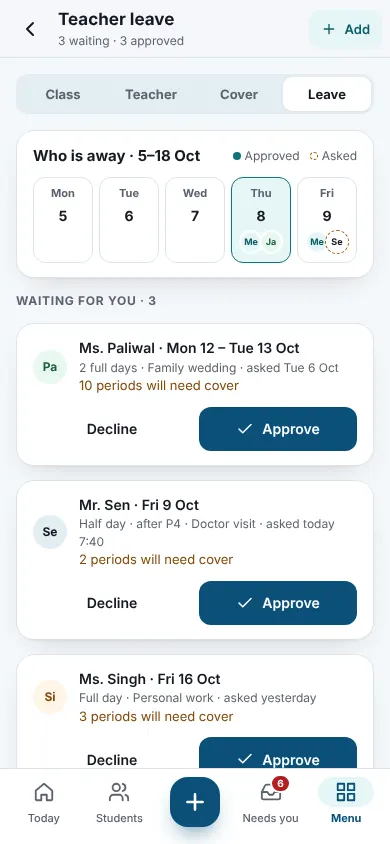 Teacher leave
3 waiting · 3 approved
Add
Class
Teacher
Cover
Leave
Who is away · 5–18 Oct
Approved
Asked
Mon
5
Tue
6
Wed
7
Thu
8
Me
Ja
Fri
9
Me
Se
WAITING FOR YOU · 3
Pa
Ms. Paliwal · Mon 12 – Tue 13 Oct
2 full days · Family wedding · asked Tue 6 Oct
10 periods will need cover
Decline
Approve
Se
Mr. Sen · Fri 9 Oct
Half day · after P4 · Doctor visit · asked today
7:40
2 periods will need cover
Decline
Approve
Si
Ms. Singh · Fri 16 Oct
Full day · Personal work · asked yesterday
3 periods will need cover
Decline
Approve
Today
Students
6
Needs you
Menu